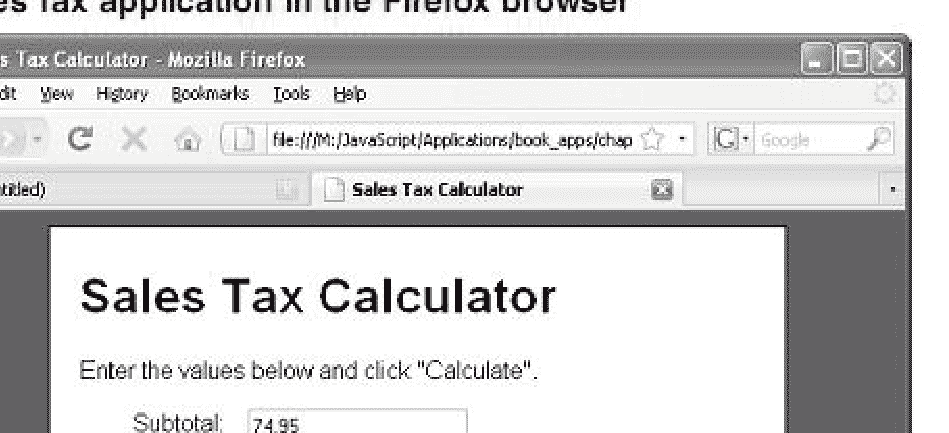 es Tax application in the Firefox browser
s Tax Calculator - Mozilla Firefox
dit View History Bookmarks Tools Help
file:///M:/JavaScript/Applications/book_apps/chap G Google
ntitled) Sales Tax Calculator
Sales Tax Calculator
Enter the values below and click "Calculate".
Subtotal: 74.95